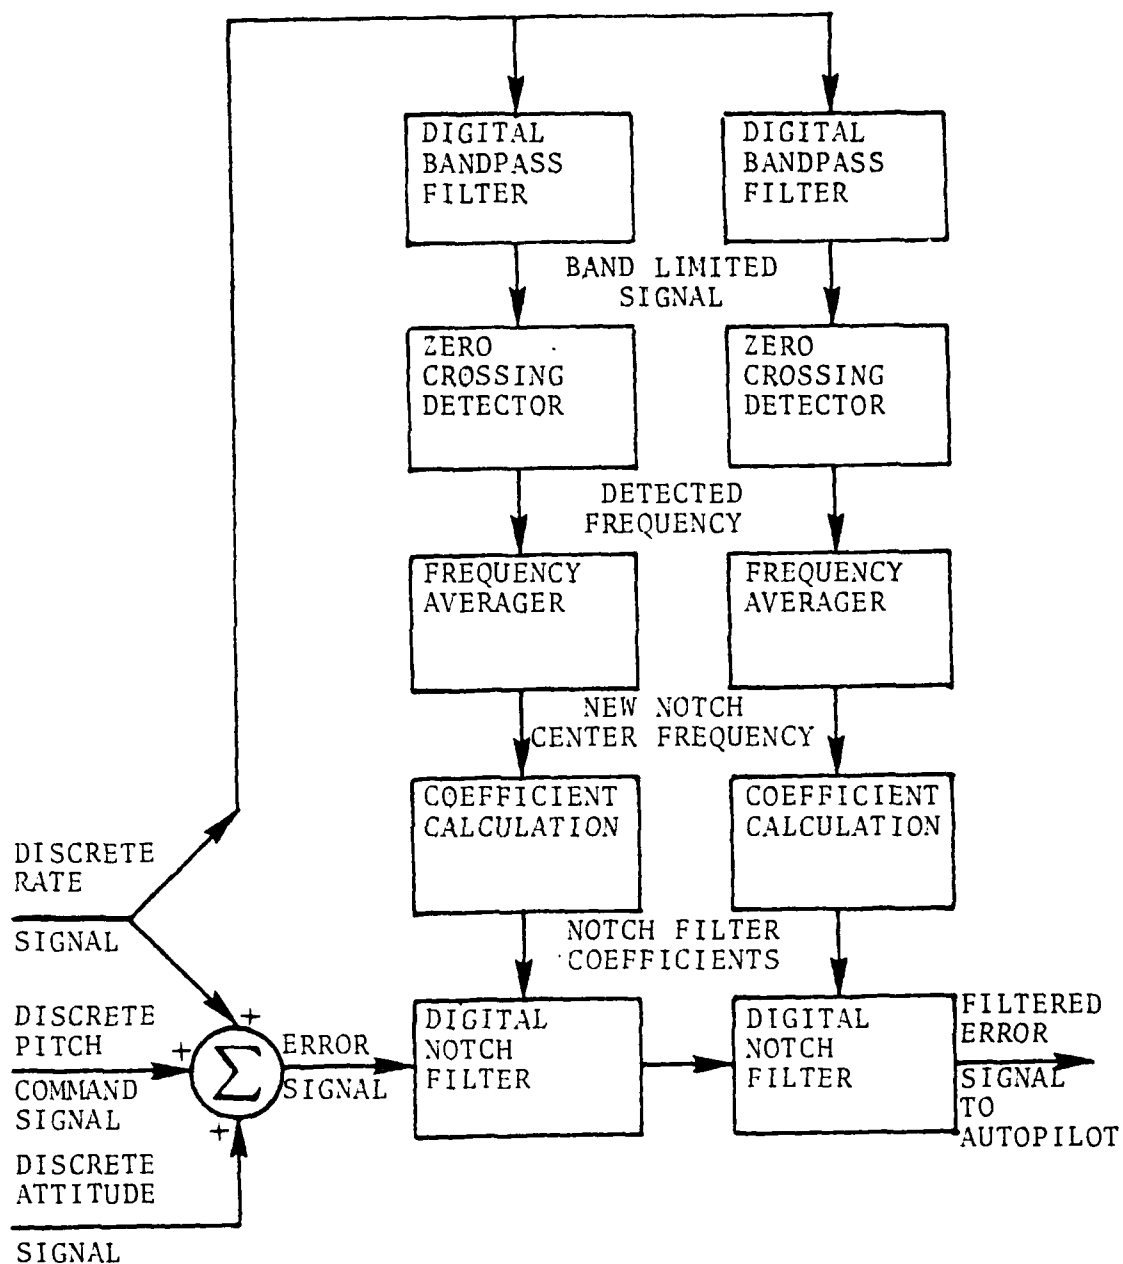 DIGITAL
BANDPASS
FILTER
DIGITAL
BANDPASS
FILTER
BAND LIMITED
SIGNAL
ZERO
CROSSING
DETECTOR
ZERO
CROSSING
DETECTOR
DETECTED
FREQUENCY
FREQUENCY
AVERAGER
FREQUENCY
AVERAGER
NEW NOTCH
CENTER FREQUENCY
COEFFICIENT
CALCULATION
COEFFICIENT
CALCULATION
DISCRETE
RATE
SIGNAL
NOTCH FILTER
COEFFICIENTS
DISCRETE
PITCH
COMMAND
SIGNAL
+
+
Σ
+
ERROR
SIGNAL
DIGITAL
NOTCH
FILTER
DIGITAL
NOTCH
FILTER
FILTERED
ERROR
SIGNAL
TO
AUTOPILOT
DISCRETE
ATTITUDE
SIGNAL